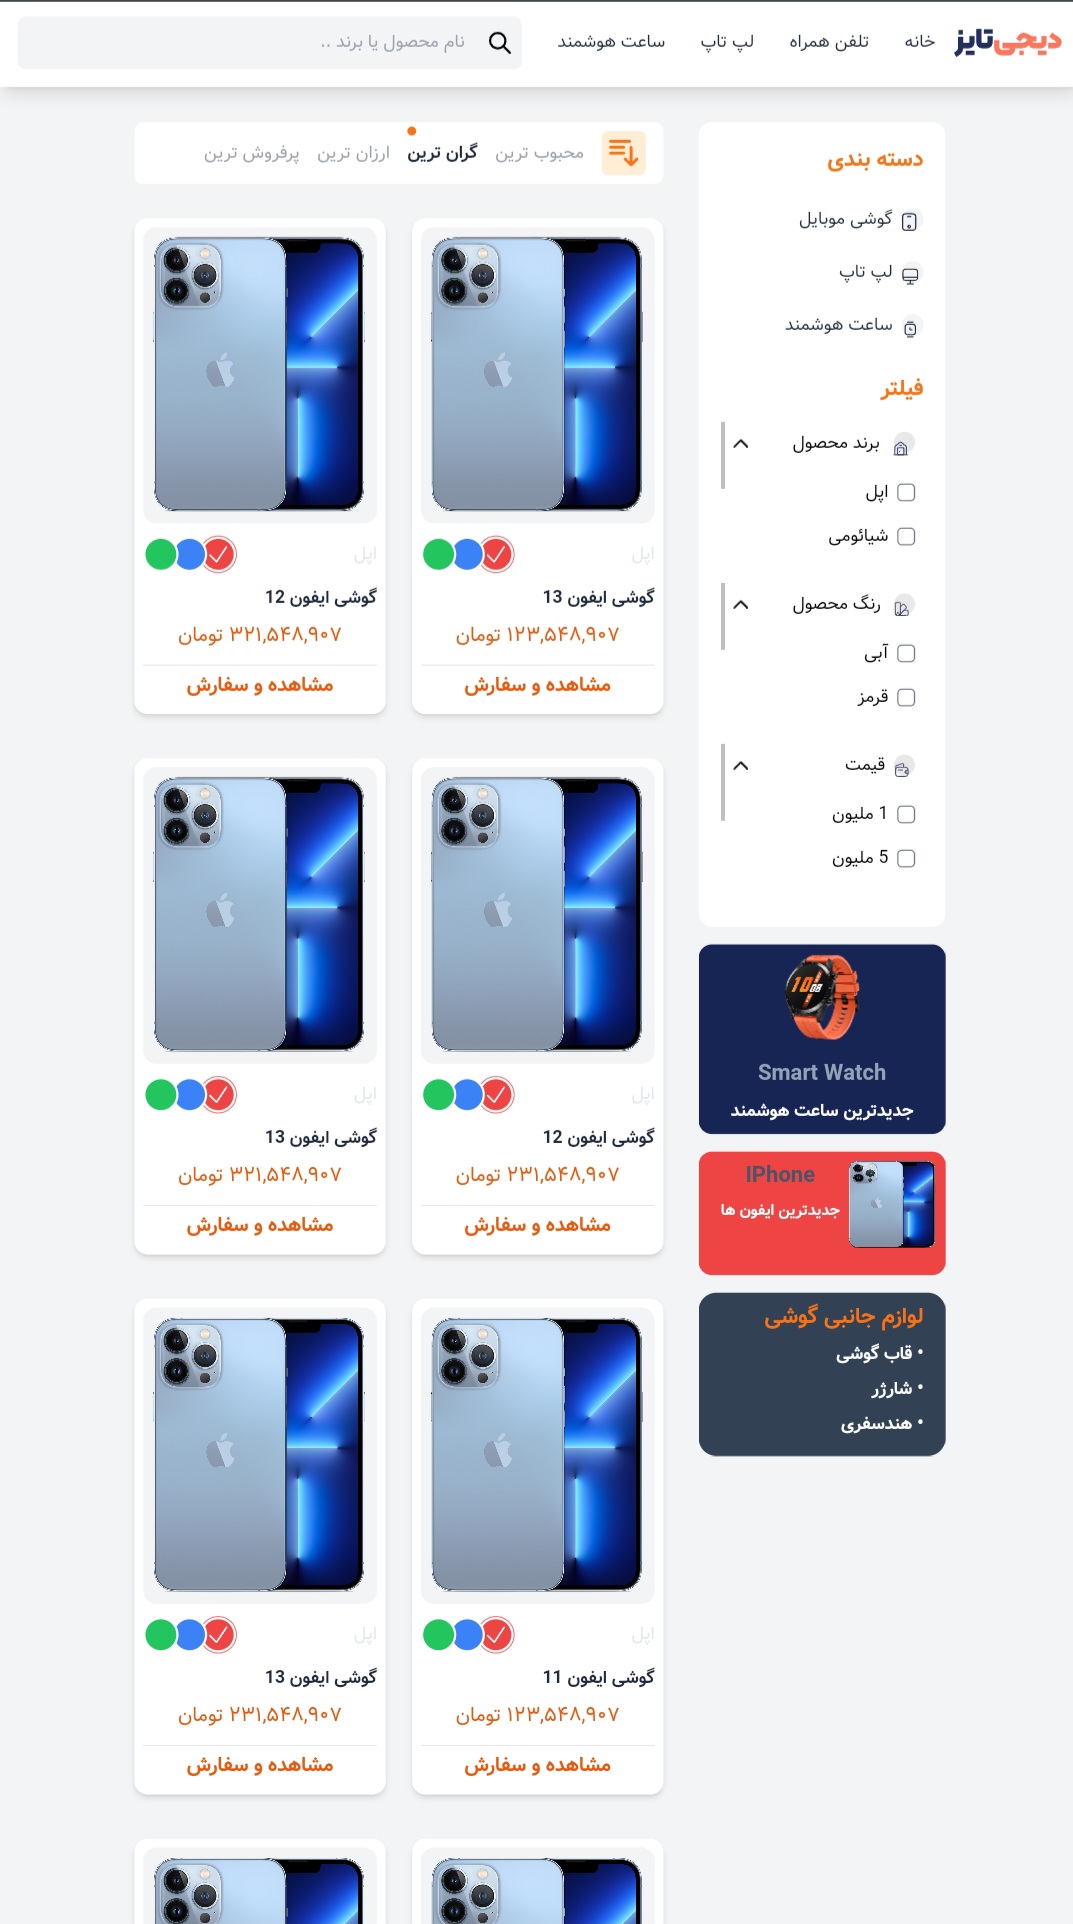 دیجی‌تایز
خانه
تلفن همراه
لپ تاپ
ساعت هوشمند
نام محصول یا برند ..
دسته بندی
گوشی موبایل
لپ تاپ
ساعت هوشمند
فیلتر
برند محصول
اپل
شیائومی
رنگ محصول
آبی
قرمز
قیمت
1 ملیون
5 ملیون
Smart Watch
جدیدترین ساعت هوشمند
IPhone
جدیدترین ایفون ها
لوازم جانبی گوشی
• قاب گوشی
• شارژر
• هندسفری
محبوب ترین
گران ترین
ارزان ترین
پرفروش ترین
اپل
گوشی ایفون 13
۱۲۳,۵۴۸,۹۰۷ تومان
مشاهده و سفارش
اپل
گوشی ایفون 12
۳۲۱,۵۴۸,۹۰۷ تومان
مشاهده و سفارش
اپل
گوشی ایفون 12
۲۳۱,۵۴۸,۹۰۷ تومان
مشاهده و سفارش
اپل
گوشی ایفون 13
۳۲۱,۵۴۸,۹۰۷ تومان
مشاهده و سفارش
اپل
گوشی ایفون 11
۱۲۳,۵۴۸,۹۰۷ تومان
مشاهده و سفارش
اپل
گوشی ایفون 13
۲۳۱,۵۴۸,۹۰۷ تومان
مشاهده و سفارش